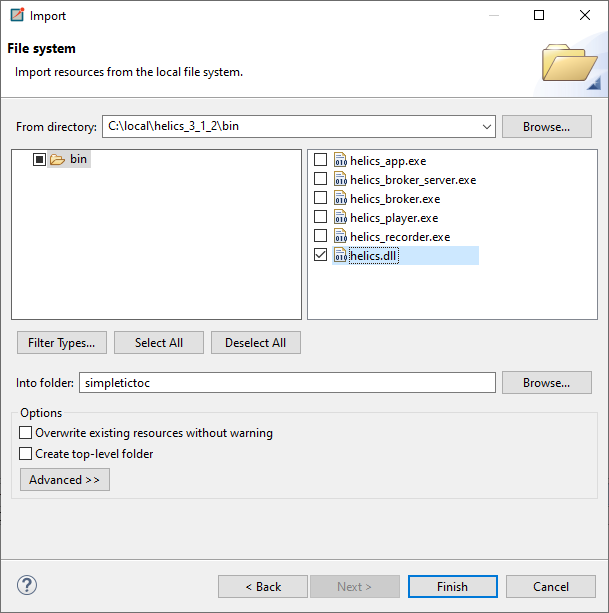 Import
File system
Import resources from the local file system.
From directory: C:\local\helics_3_1_2\bin Browse...
bin
helics_app.exe
helics_broker_server.exe
helics_broker.exe
helics_player.exe
helics_recorder.exe
helics.dll
Filter Types... Select All Deselect All
Into folder: simpletictoc Browse...
Options
Overwrite existing resources without warning
Create top-level folder
Advanced >>
? < Back Next > Finish Cancel